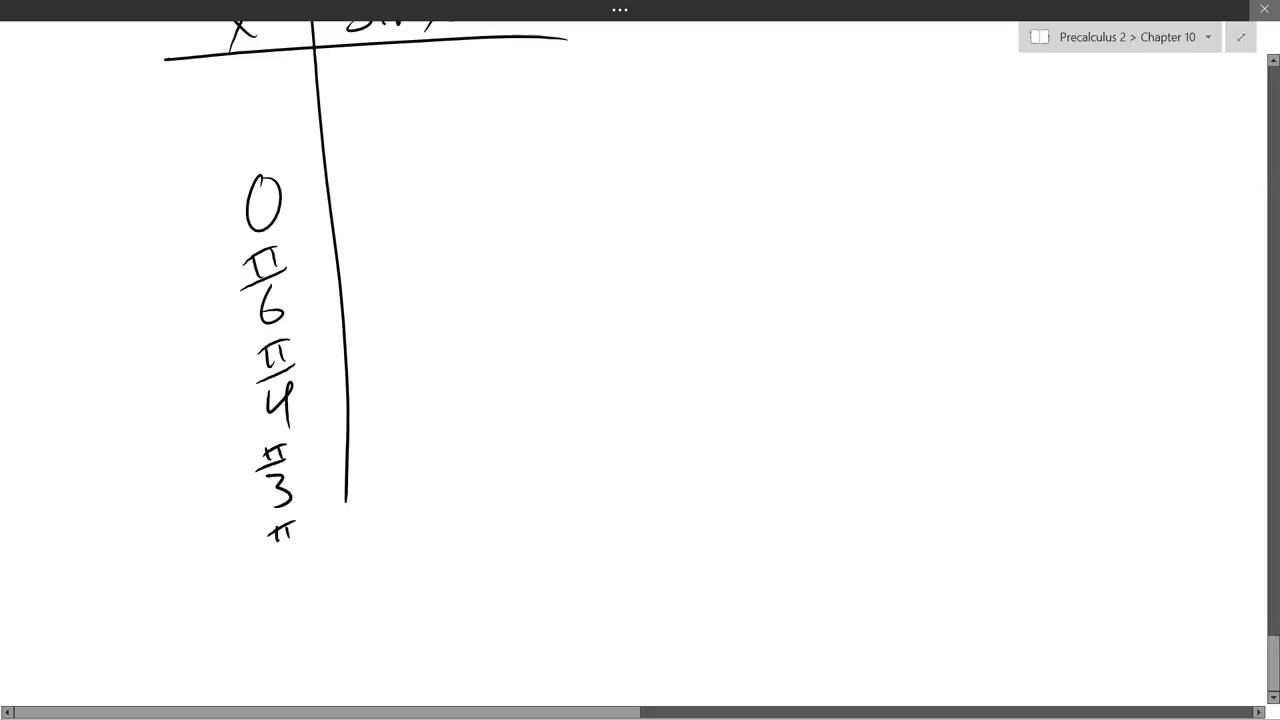 ...
Precalculus 2 > Chapter 10
x
0
π
6
π
4
π
3
π